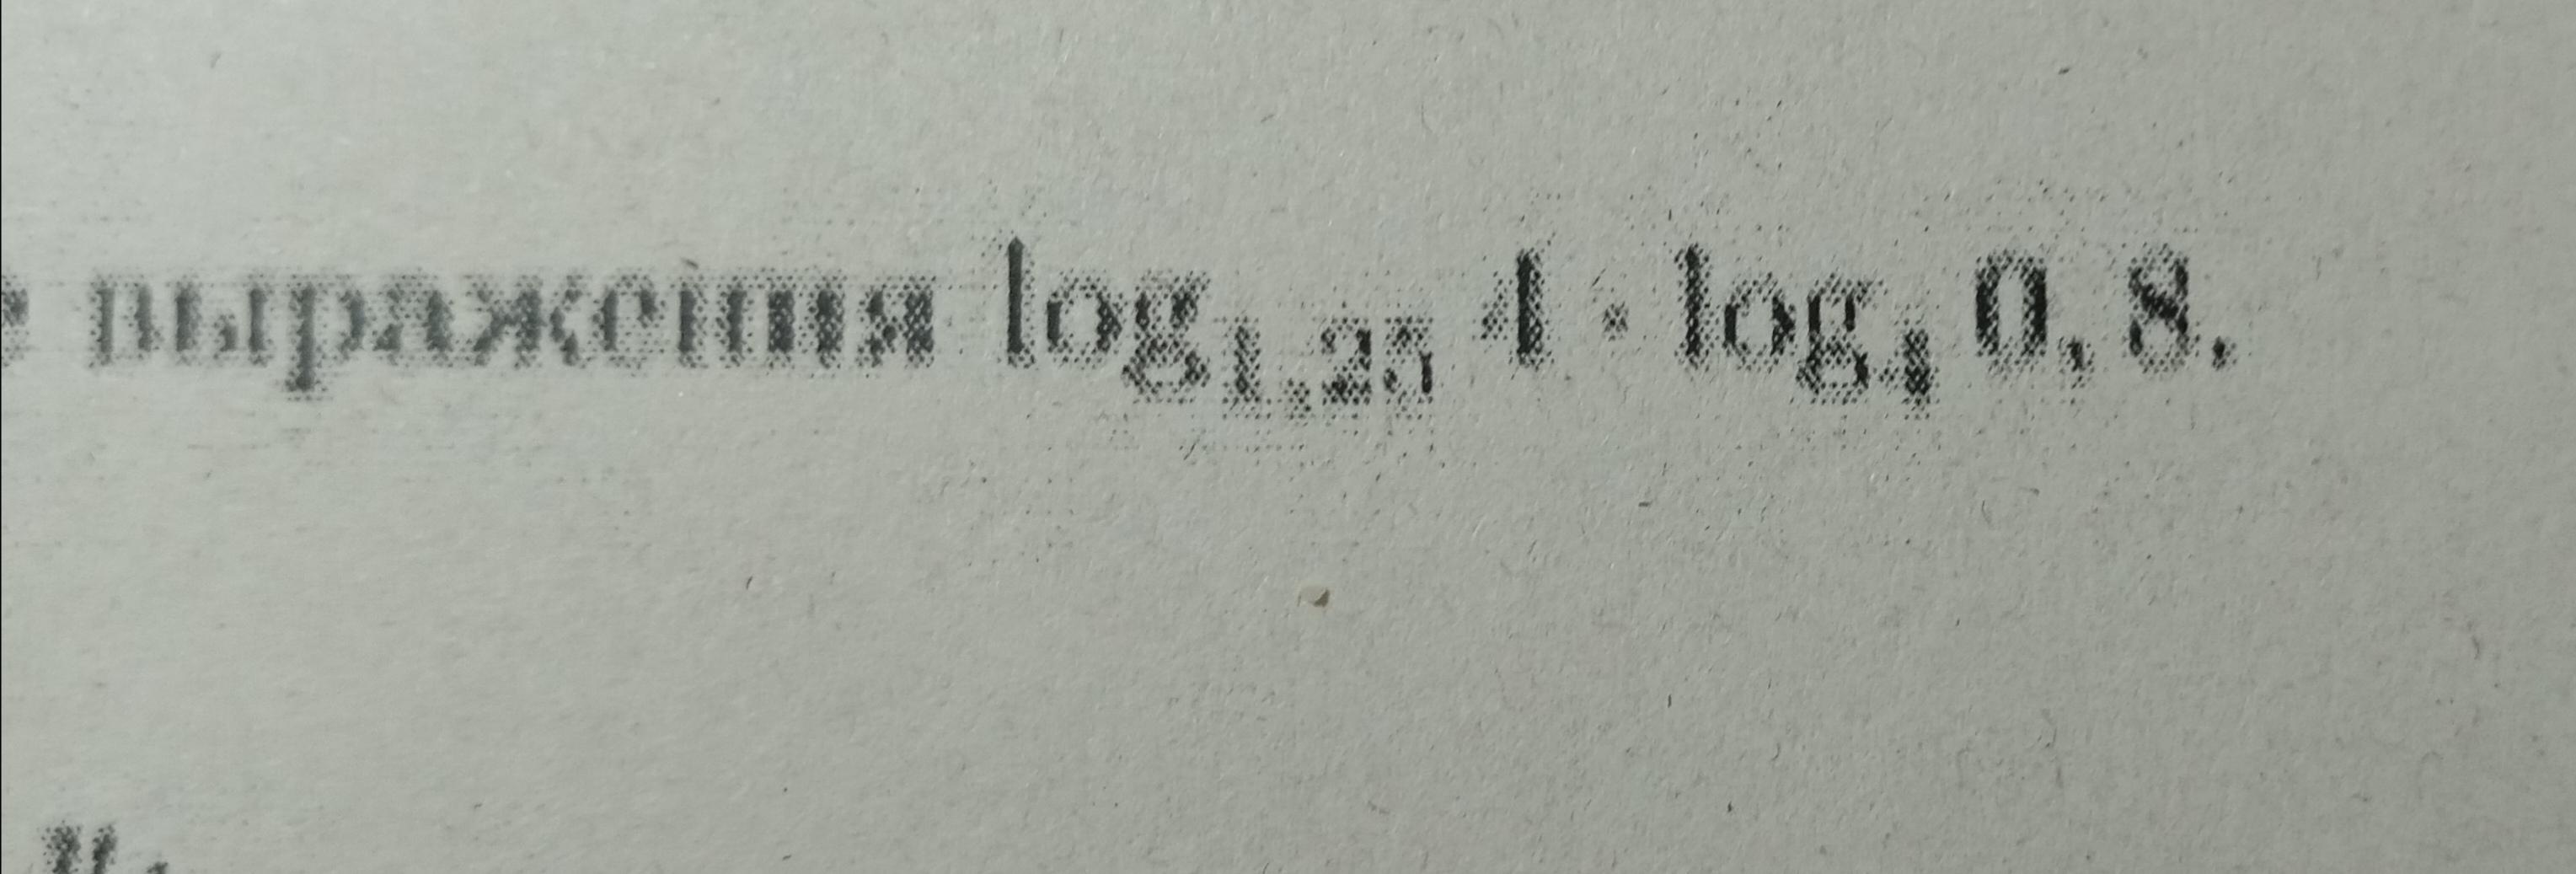 выражения log₁,₂₅ 4 · log₄ 0, 8.